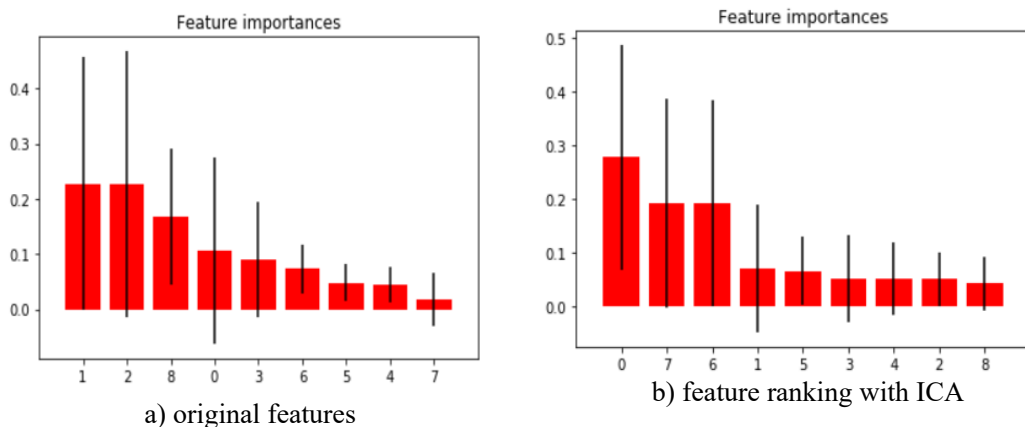 Feature importances
0.4
0.3
0.2
0.1
0.0
1 2 8 0 3 6 5 4 7
a) original features
Feature importances
0.5
0.4
0.3
0.2
0.1
0.0
0 7 6 1 5 3 4 2 8
b) feature ranking with ICA